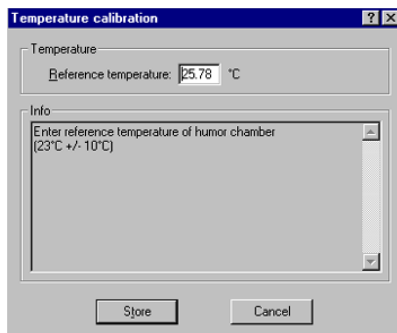 Temperature calibration
Temperature
Reference temperature: 25.78 °C
Info
Enter reference temperature of humor chamber
(23°C +/- 10°C)
Store Cancel